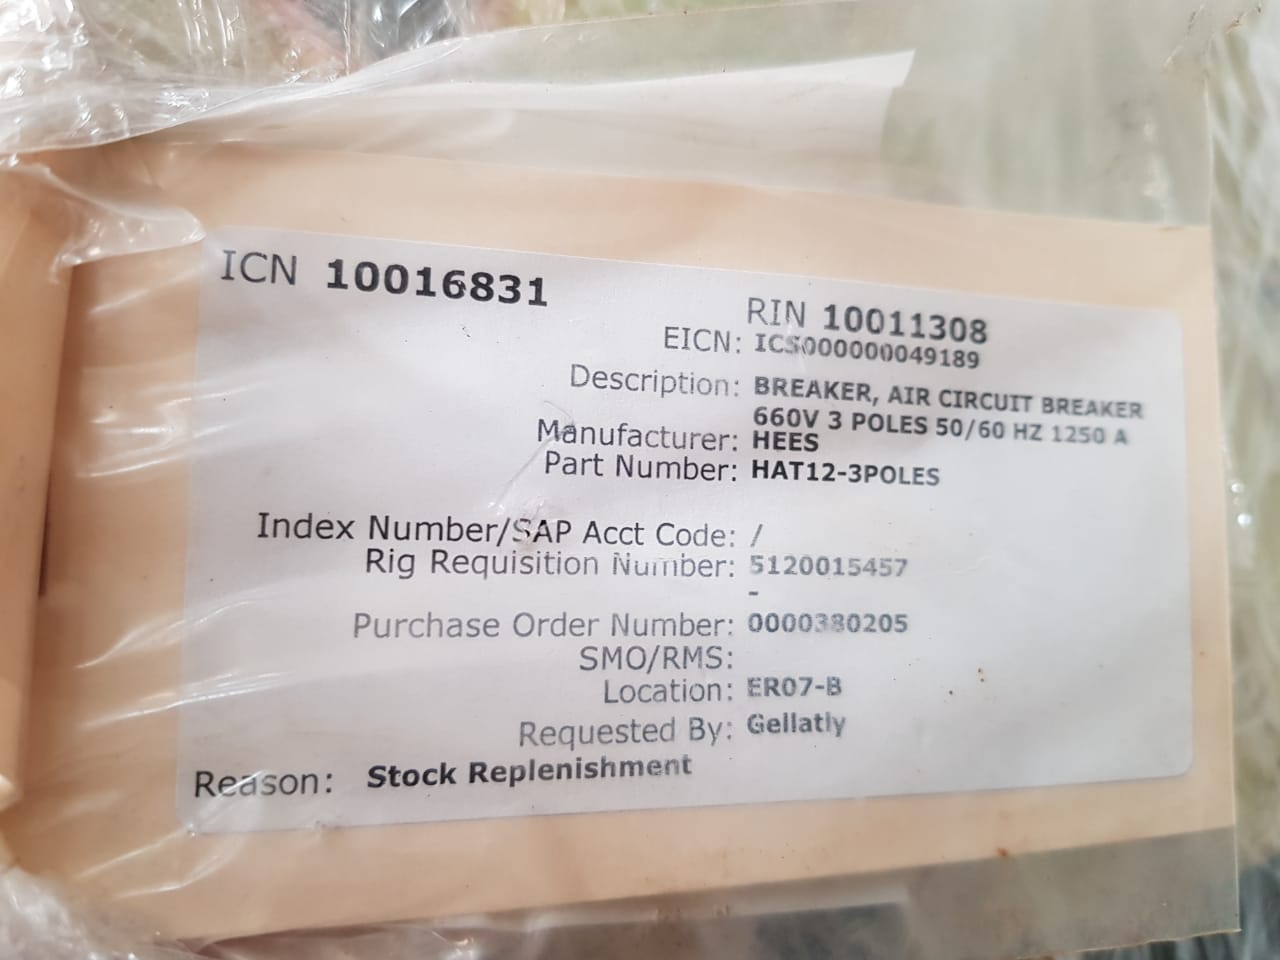 ICN 10016831
RIN 10011308
EICN: ICS000000049189
Description: BREAKER, AIR CIRCUIT BREAKER
660V 3 POLES 50/60 HZ 1250 A
Manufacturer: HEES
Part Number: HAT12-3POLES
Index Number/SAP Acct Code: /
Rig Requisition Number: 5120015457
-
Purchase Order Number: 0000380205
SMO/RMS:
Location: ER07-B
Requested By: Gellatly
Reason: Stock Replenishment